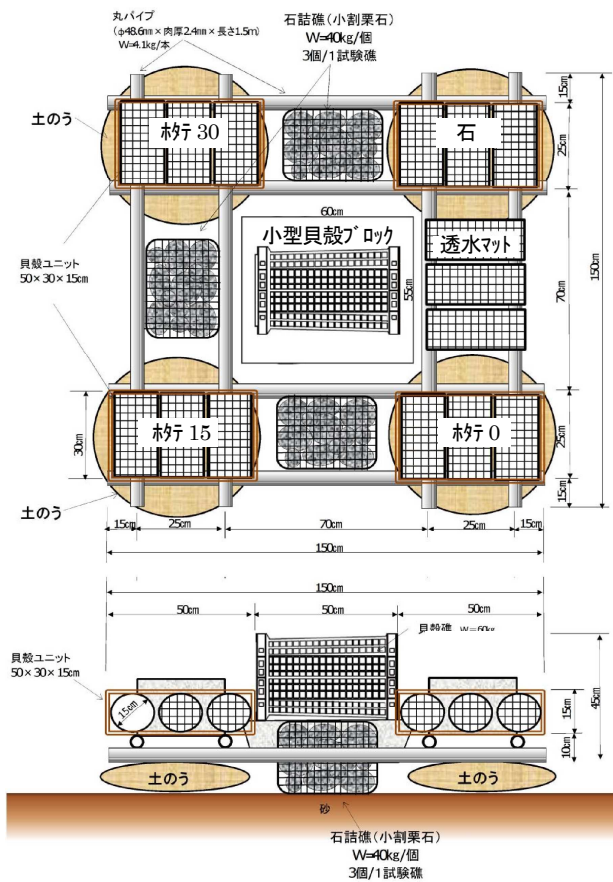 丸パイプ
(φ48.6㎜×肉厚2.4㎜×長さ1.5m)
W=4.1kg/本
石詰礁(小割栗石)
W=40kg/個
3個/1試験礁
土のう
ﾎﾀﾃ 30
石
15㎝
25㎝
60㎝
小型貝殻ﾌﾞﾛｯｸ
55㎝
透水マット
70㎝
150㎝
貝殻ユニット
50×30×15㎝
ﾎﾀﾃ 15
ﾎﾀﾃ 0
30㎝
25㎝
15㎝
土のう
15㎝
25㎝
70㎝
25㎝
15㎝
150㎝
150㎝
50㎝
50㎝
50㎝
貝殻礁 W=60kg
貝殻ユニット
50×30×15㎝
15㎝
15㎝
10㎝
45㎝
土のう
土のう
砂
石詰礁(小割栗石)
W=40kg/個
3個/1試験礁